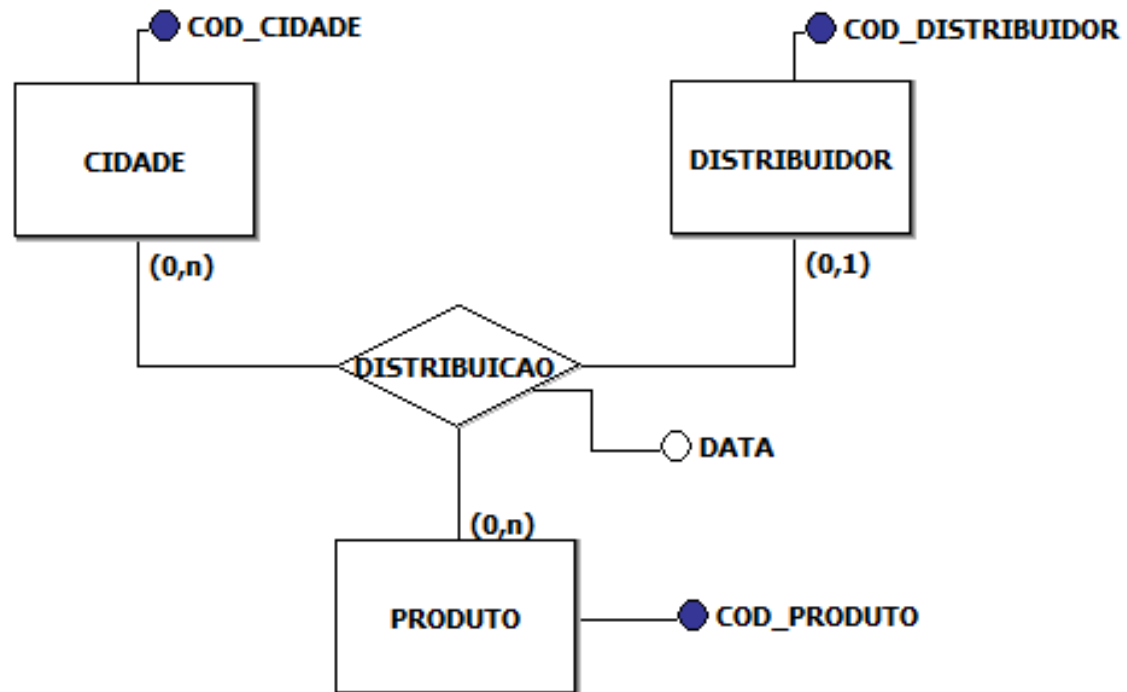 COD_CIDADE
COD_DISTRIBUIDOR
CIDADE
DISTRIBUIDOR
(0,n)
(0,1)
DISTRIBUICAO
DATA
(0,n)
PRODUTO
COD_PRODUTO